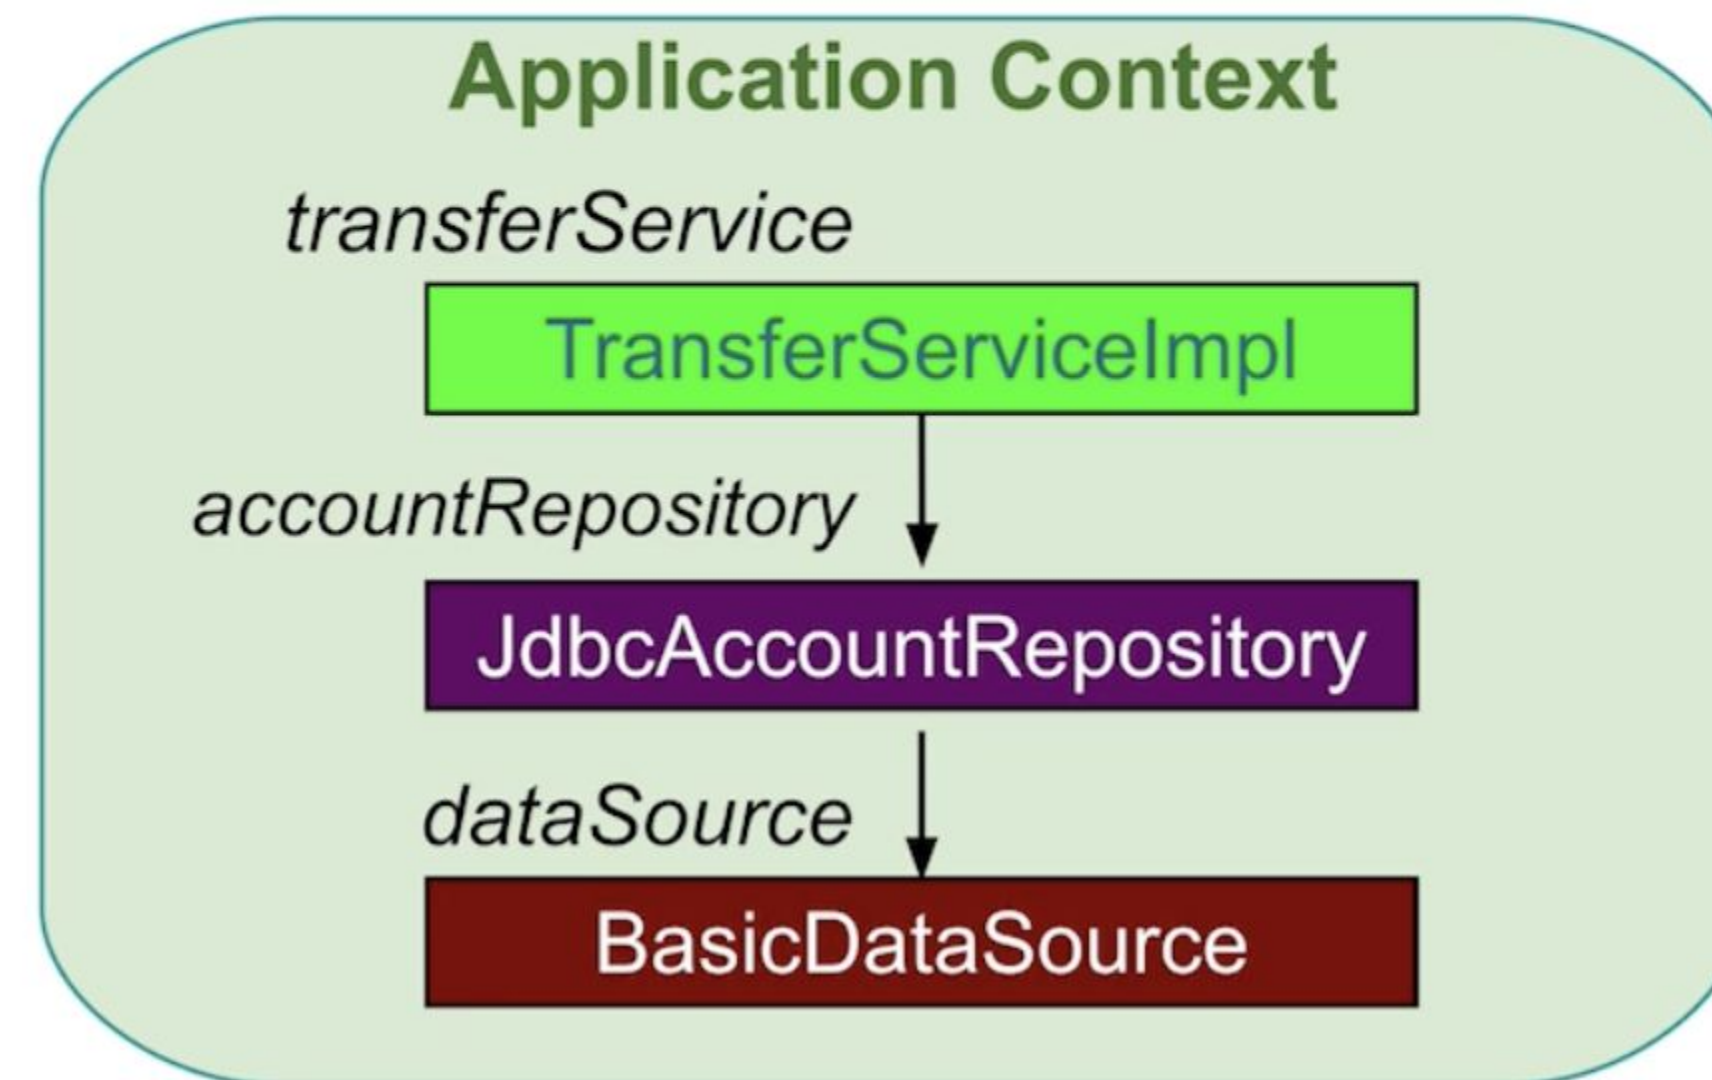 Application Context
transferService
TransferServiceImpl
accountRepository
JdbcAccountRepository
dataSource
BasicDataSource